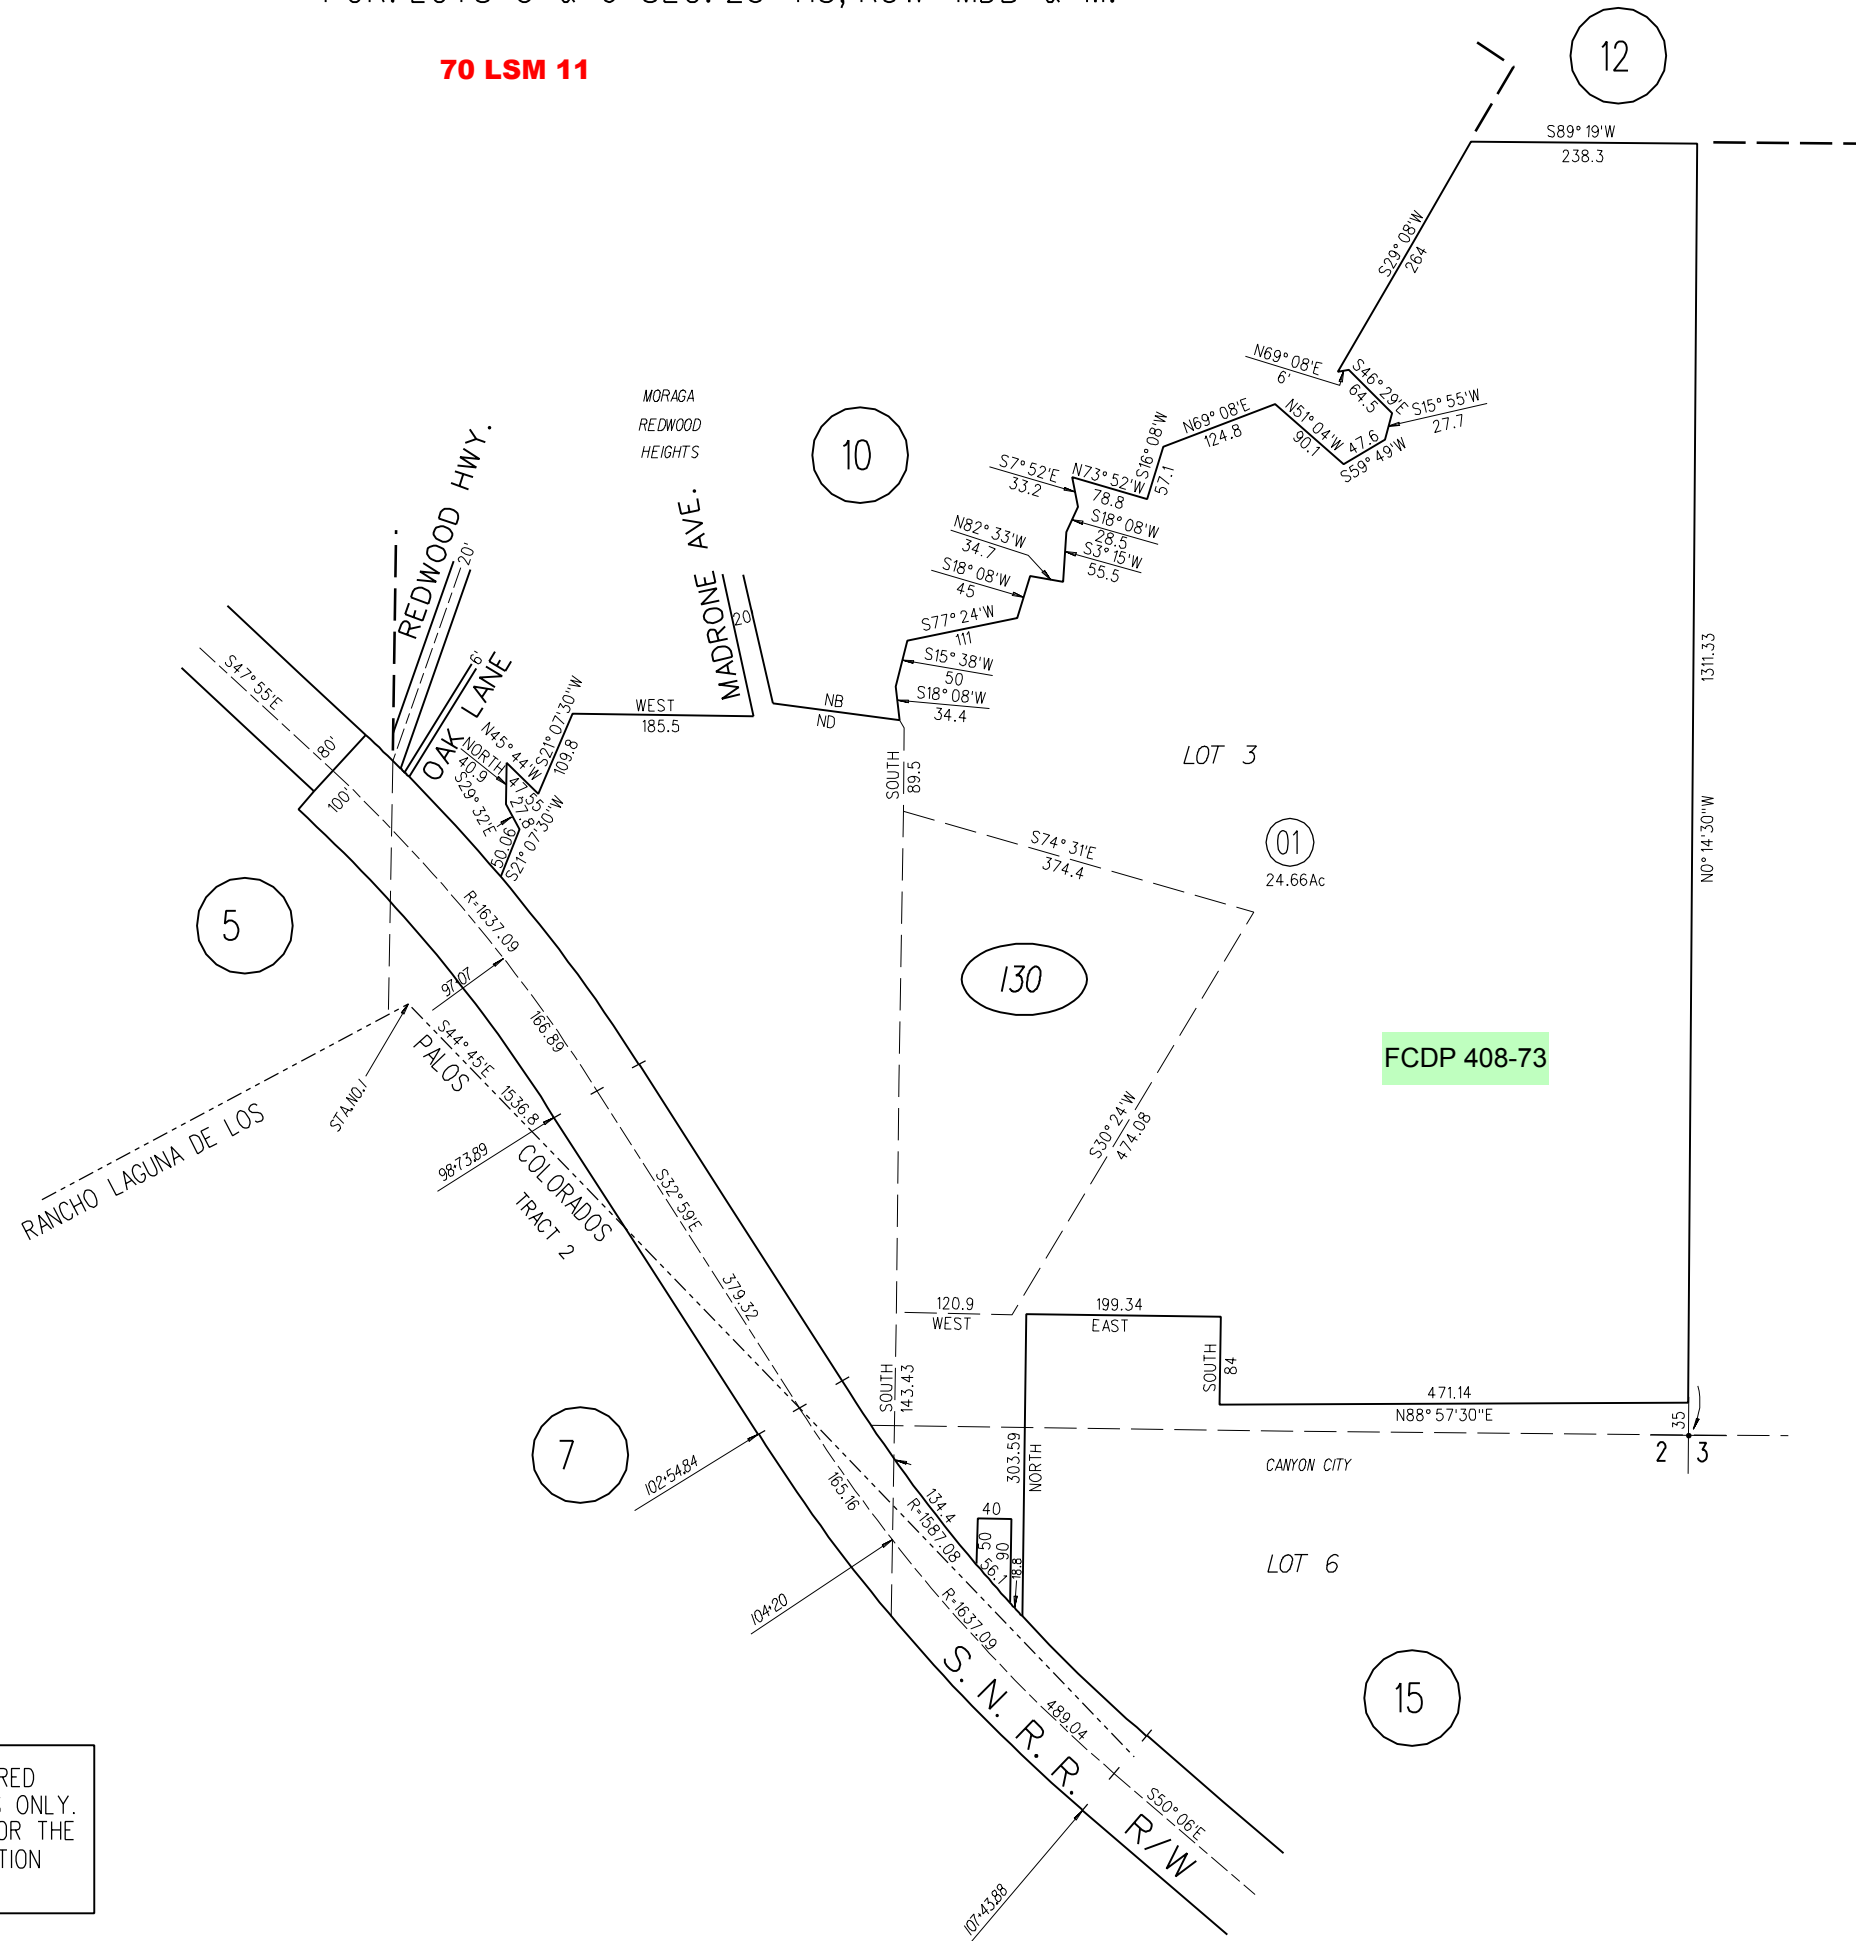 70 LSM 11
12
S89° 19'W
238.3
S29° 08'W
264
N69° 08'E
6'
S46° 29'E
64.5
S15° 55'W
27.7
47.6
S59° 49'W
N51° 04'W
90.1
N69° 08'E
124.8
S16° 08'W
57.1
N73° 52'W
78.8
S7° 52'E
33.2
S18° 08'W
28.5
S3° 15'W
55.5
N82° 33'W
34.7
S18° 08'W
45
S77° 24'W
111
S15° 38'W
50
S18° 08'W
34.4
MORAGA
REDWOOD
HEIGHTS
10
REDWOOD HWY.
20'
MADRONE AVE.
20
OAK LANE
6'
NB
ND
WEST
185.5
S21° 07'30"W
109.8
N45° 44'W
47.55
NORTH
40.9
S29° 32'E
27.8
50.06
S21° 07'30"W
S47° 55'E
80'
100'
SOUTH
89.5
LOT 3
1311.33
N0° 14'30"W
S74° 31'E
374.4
01
24.66Ac
5
R=1637.09
97+07
166.89
130
FCDP 408-73
S44° 45'E
1536.8
STA.NO.1
RANCHO LAGUNA DE LOS
PALOS
COLORADOS
TRACT 2
98+73.89
S30° 24'W
474.08
S32° 59'E
379.32
120.9
WEST
199.34
EAST
SOUTH
84
SOUTH
143.43
471.14
N88° 57'30"E
35
2
3
CANYON CITY
7
102+54.84
165.16
303.59
NORTH
134.4
R=1587.08
40
50
90
56.1
18.8
LOT 6
104+20
R=1637.09
15
489.04
S. N. R. R. R/W
S50° 06'E
107+43.88
RED
ONLY.
OR THE
TION